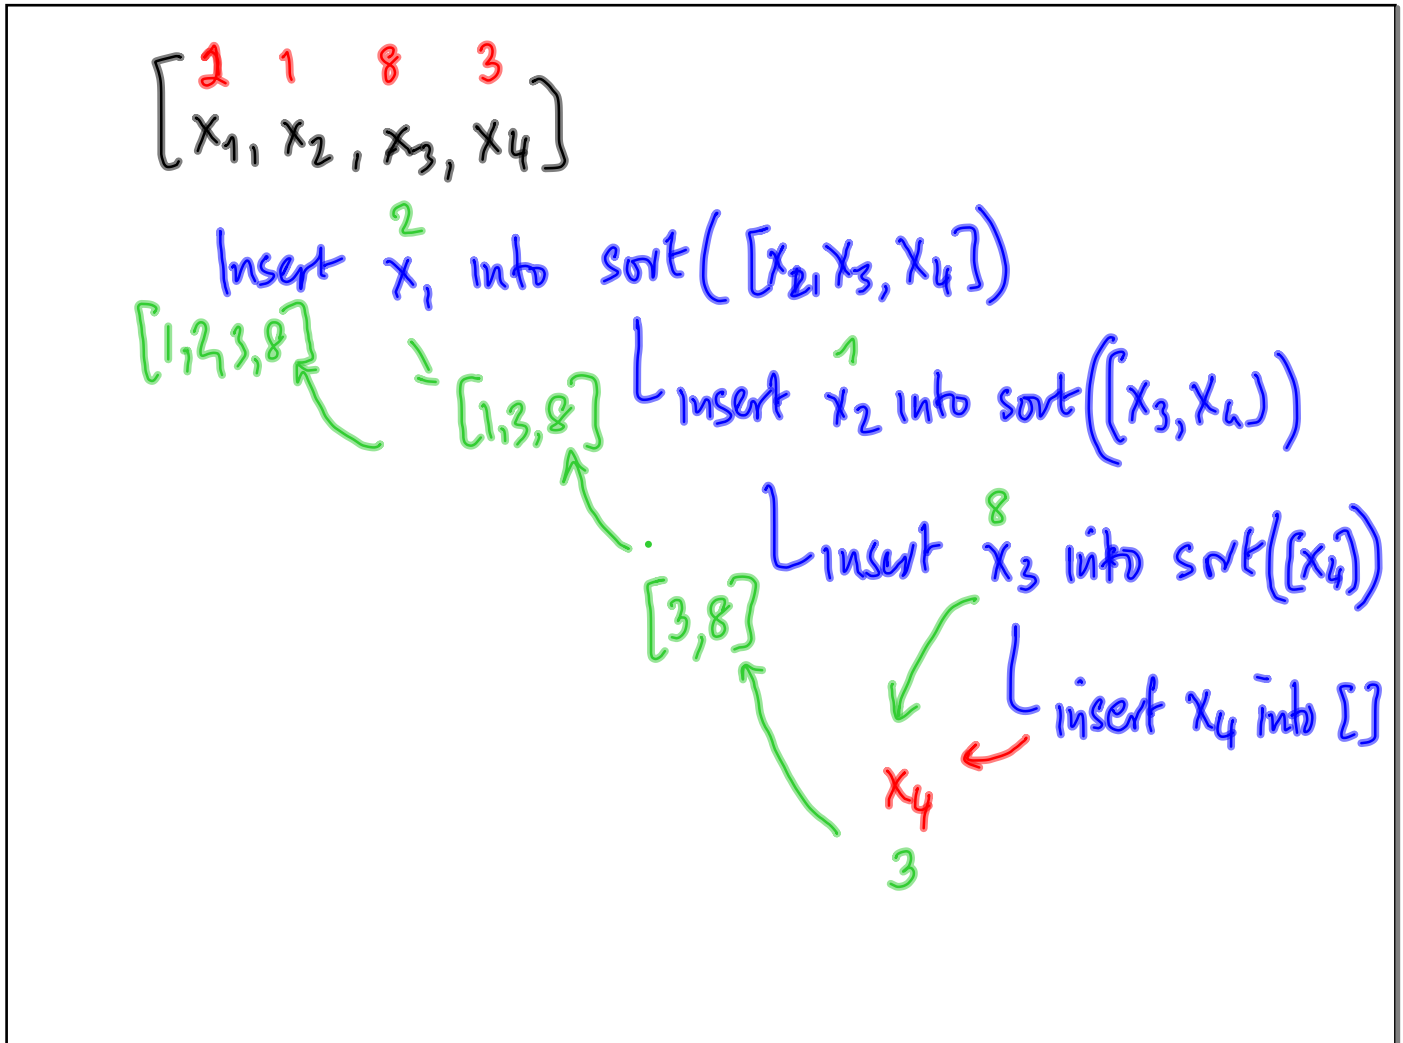 2 1 8 3
[x1, x2, x3, x4]
2
Insert x1 into sort([x2, x3, x4])
[1,2,3,8]
1
[1,3,8]
insert x2 into sort([x3, x4])
8
insert x3 into sort([x4])
[3,8]
insert x4 into []
x4
3